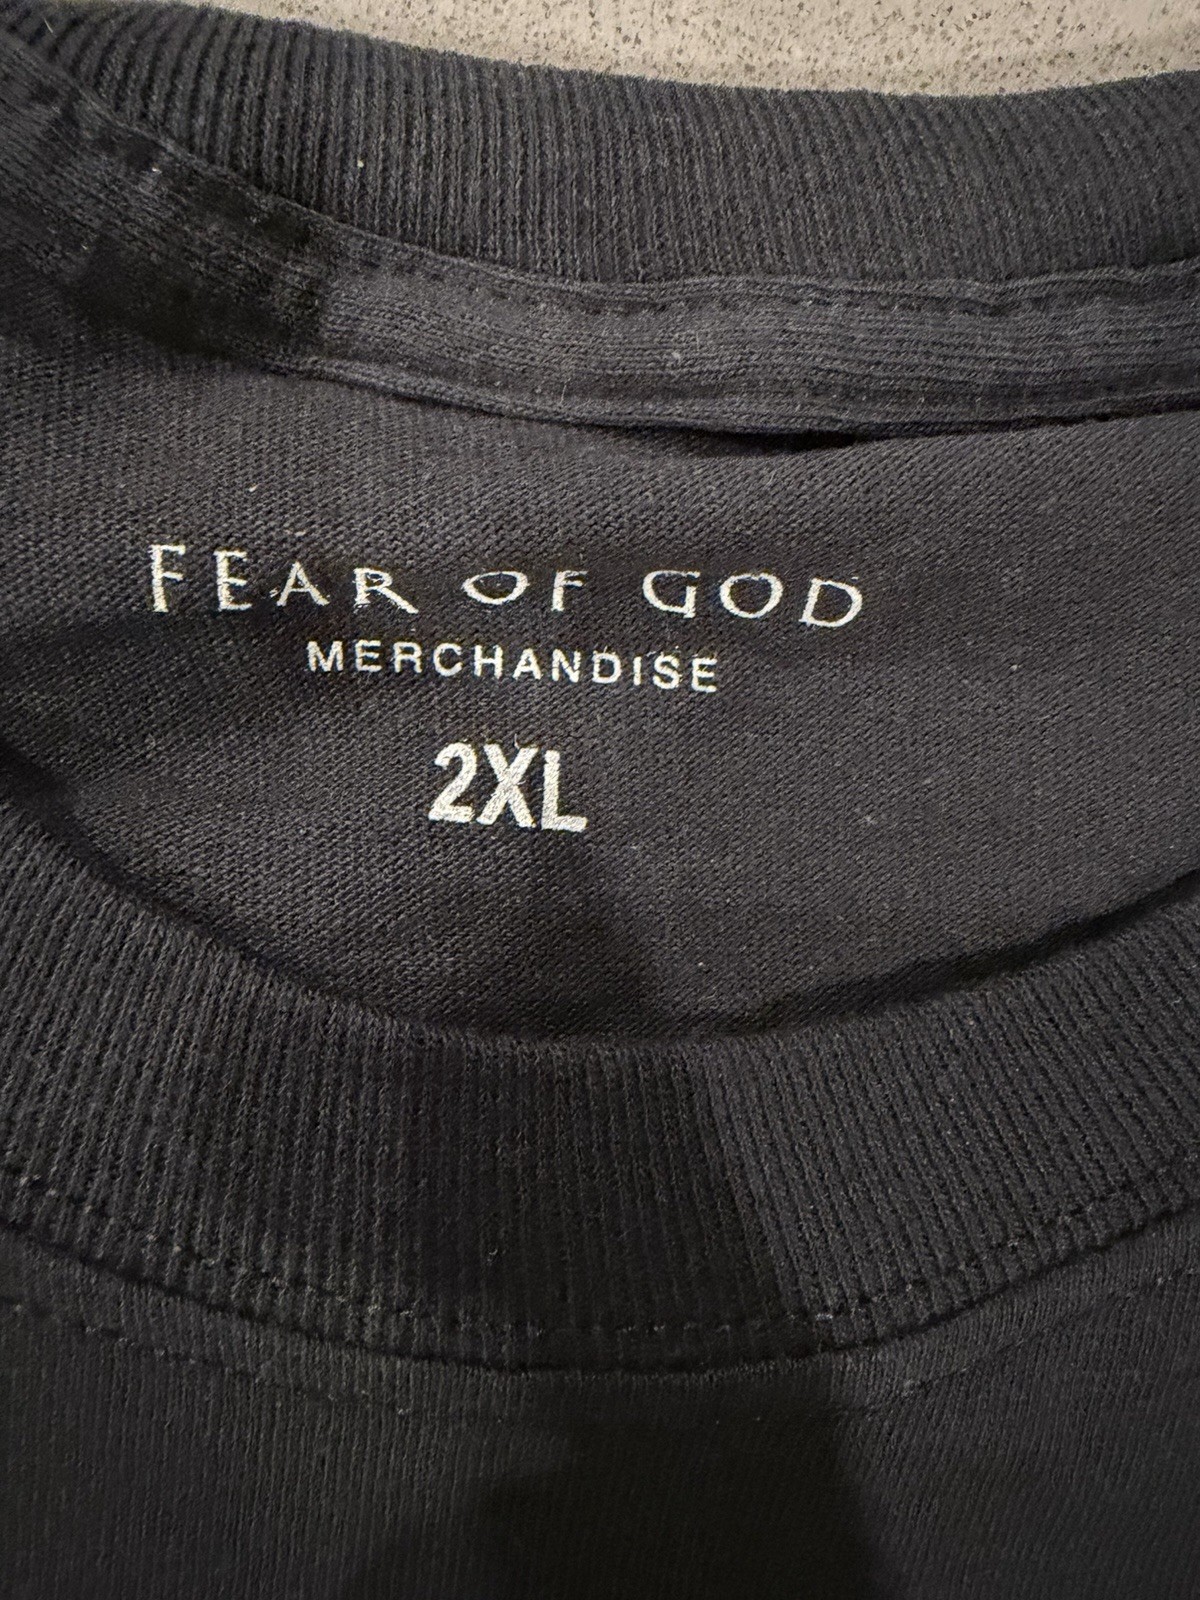 FEAR OF GOD
MERCHANDISE
2XL